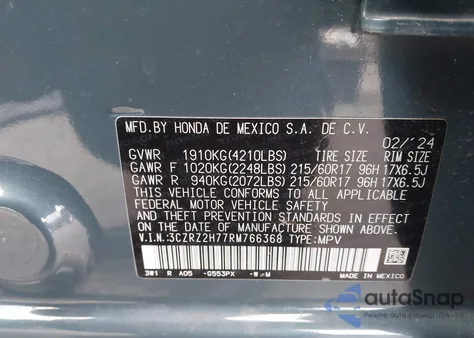 MFD.BY HONDA DE MEXICO S.A. DE C.V.
02/'24
GVWR 1910KG(4210LBS) TIRE SIZE RIM SIZE
GAWR F 1020KG(2248LBS) 215/60R17 96H 17X6.5J
GAWR R 940KG(2072LBS) 215/60R17 96H 17X6.5J
THIS VEHICLE CONFORMS TO ALL APPLICABLE
FEDERAL MOTOR VEHICLE SAFETY
AND THEFT PREVENTION STANDARDS IN EFFECT
ON THE DATE OF MANUFACTURE SHOWN ABOVE.
V.I.N.:3CZRZ2H77RM766368 TYPE:MPV
3W1 R A05 -G553PX -W-M MADE IN MEXICO
autoSnap